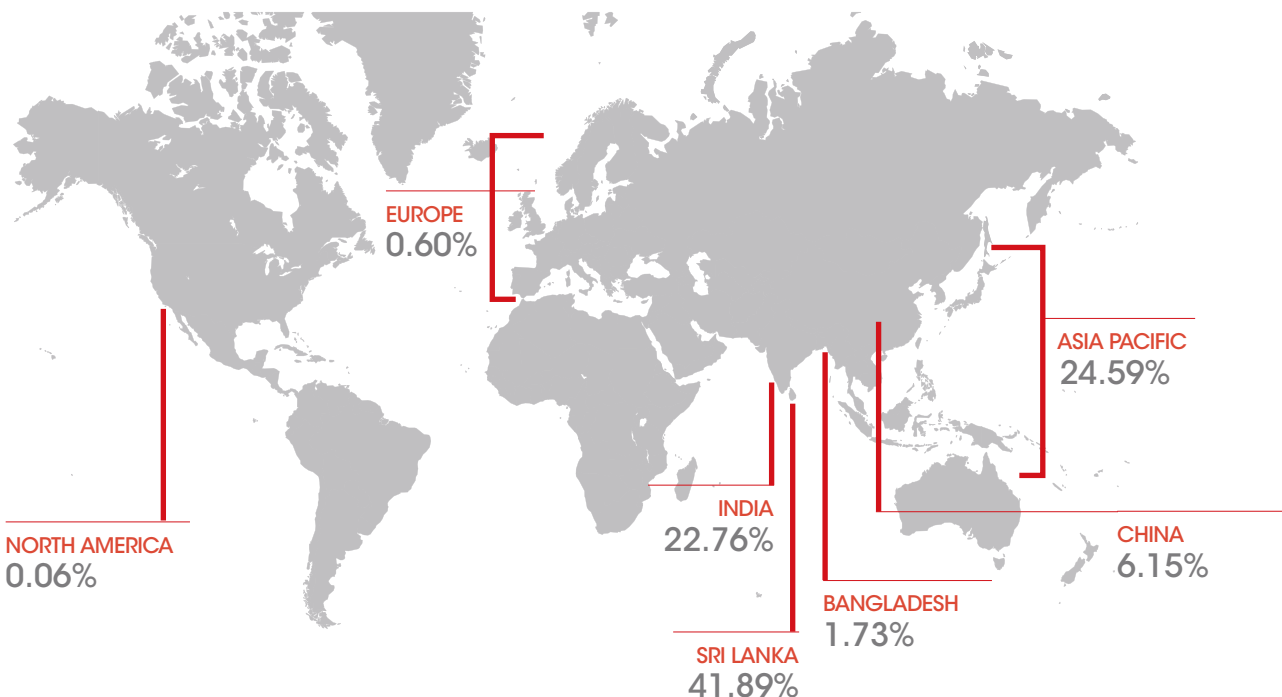 EUROPE
0.60%
ASIA PACIFIC
24.59%
INDIA
22.76%
NORTH AMERICA
0.06%
CHINA
6.15%
BANGLADESH
1.73%
SRI LANKA
41.89%